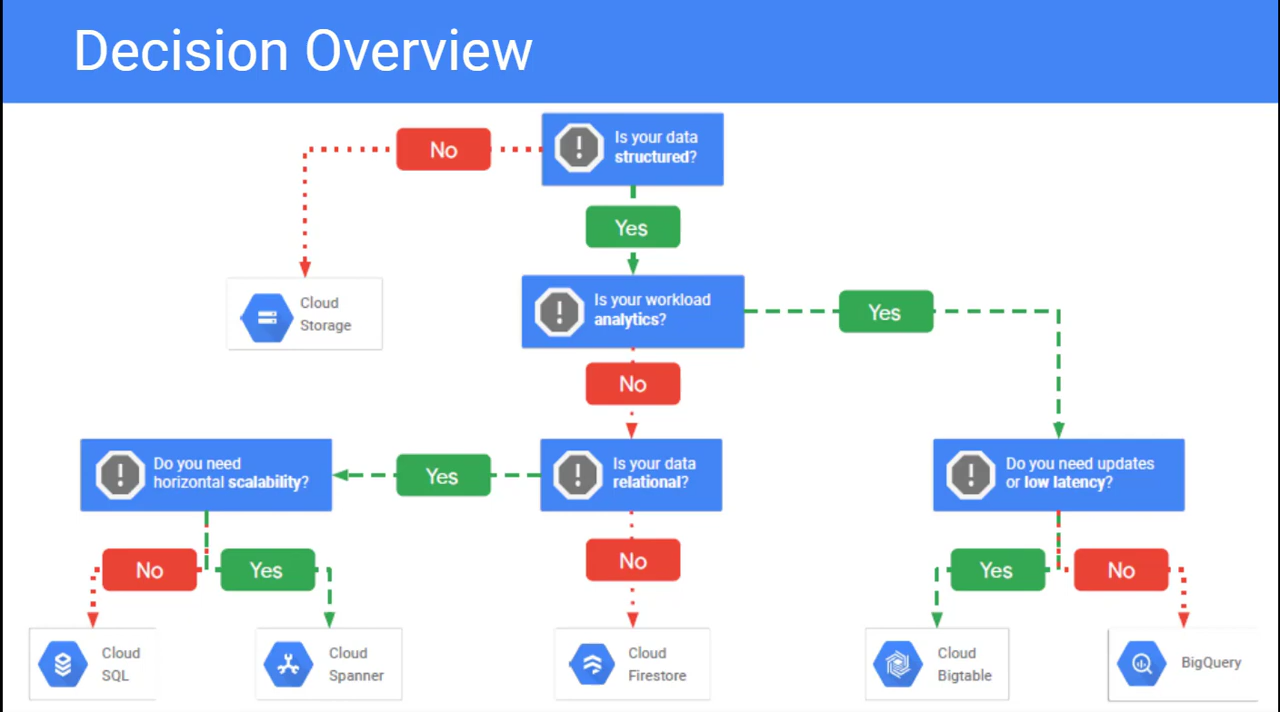 Decision Overview
Is your data
structured?
No
Yes
Cloud
Storage
Is your workload
analytics?
Yes
No
Do you need
horizontal scalability?
Yes
Is your data
relational?
Do you need updates
or low latency?
No
Yes
No
Yes
No
Cloud
SQL
Cloud
Spanner
Cloud
Firestore
Cloud
Bigtable
BigQuery